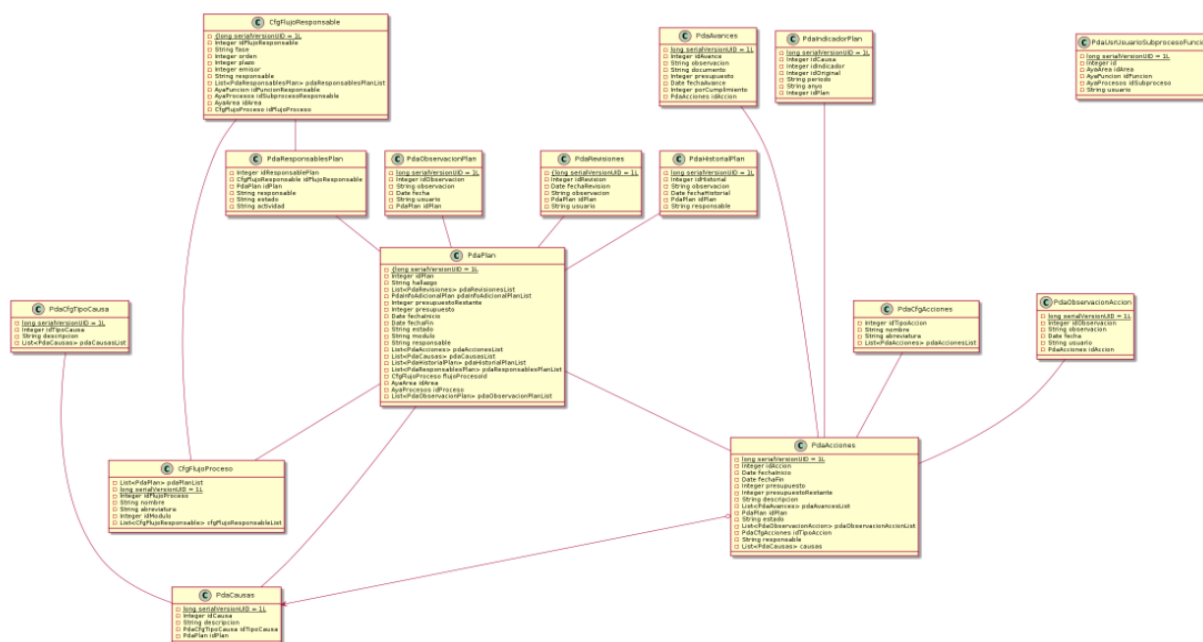 CfgFlujoResponsable
(long serialVersionUID = 1L
Integer idFlujoResponsable
String fase
Integer orden
Integer plazo
Integer emisor
String responsable
List<PdaResponsablesPlan> pdaResponsablesPlanList
AyaFuncion idFuncionResponsable
AyaProcesos idSubprocesoResponsable
AyaArea idArea
CfgFlujoProceso idFlujoProceso
PdaAvances
long serialVersionUID = 1L
Integer idAvance
String observacion
String documento
Integer presupuesto
Date fechaAvance
Integer porCumplimiento
PdaAcciones idAccion
PdaIndicadorPlan
long serialVersionUID = 1L
Integer idCausa
Integer idIndicador
Integer idOriginal
String periodo
String anyo
Integer idPlan
PdaUsrUsuarioSubprocesoFuncio
long serialVersionUID = 1L
Integer id
AyaArea idArea
AyaFuncion idFuncion
AyaProcesos idSubproceso
String usuario
PdaResponsablesPlan
Integer idResponsablePlan
CfgFlujoResponsable idFlujoResponsable
PdaPlan idPlan
String responsable
String estado
String actividad
PdaObservacionPlan
long serialVersionUID = 1L
Integer idObservacion
String observacion
Date fecha
String usuario
PdaPlan idPlan
PdaRevisiones
(long serialVersionUID = 1L
Integer idRevision
Date fechaRevision
String observacion
PdaPlan idPlan
String usuario
PdaHistorialPlan
long serialVersionUID = 1L
Integer idHistorial
String observacion
Date fechaHistorial
PdaPlan idPlan
String responsable
PdaPlan
(long serialVersionUID = 1L
Integer idPlan
String hallazgo
List<PdaRevisiones> pdaRevisionesList
PdaInfoAdicionalPlan pdaInfoAdicionalPlanList
Integer presupuestoRestante
Integer presupuesto
Date fechaInicio
Date fechaFin
String estado
String modulo
String responsable
List<PdaAcciones> pdaAccionesList
List<PdaCausas> pdaCausasList
List<PdaHistorialPlan> pdaHistorialPlanList
List<PdaResponsablesPlan> pdaResponsablesPlanList
CfgFlujoProceso flujoProcesoid
AyaArea idArea
AyaProcesos idProceso
List<PdaObservacionPlan> pdaObservacionPlanList
PdaCfgTipoCausa
long serialVersionUID = 1L
Integer idTipoCausa
String descripcion
List<PdaCausas> pdaCausasList
PdaCfgAcciones
Integer idTipoAccion
String nombre
String abreviatura
List<PdaAcciones> pdaAccionesList
PdaObservacionAccion
long serialVersionUID = 1L
Integer idObservacion
String observacion
Date fecha
String usuario
PdaAcciones idAccion
PdaAcciones
long serialVersionUID = 1L
Integer idAccion
Date fechaInicio
Date fechaFin
Integer presupuesto
Integer presupuestoRestante
String descripcion
List<PdaAvances> pdaAvancesList
PdaPlan idPlan
String estado
List<PdaObservacionAccion> pdaObservacionAccionList
PdaCfgAcciones idTipoAccion
String responsable
List<PdaCausas> causas
CfgFlujoProceso
List<PdaPlan> pdaPlanList
long serialVersionUID = 1L
Integer idFlujoProceso
String nombre
String abreviatura
Integer idModulo
List<CfgFlujoResponsable> cfgFlujoResponsableList
PdaCausas
long serialVersionUID = 1L
Integer idCausa
String descripcion
PdaCfgTipoCausa idTipoCausa
PdaPlan idPlan